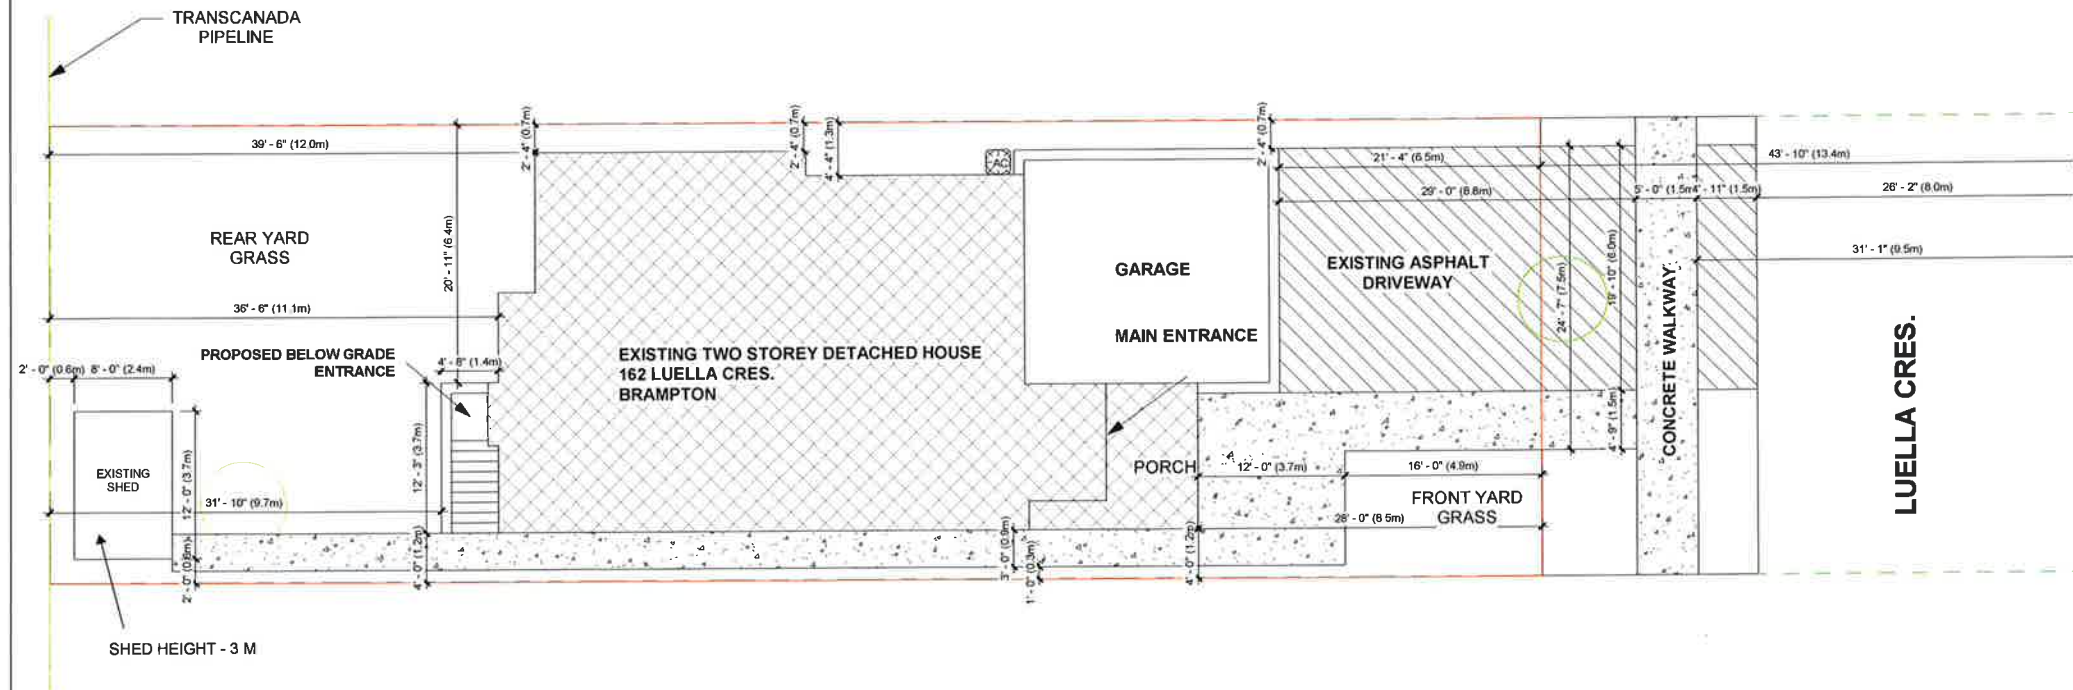 TRANSCANADA
PIPELINE
39' - 6" (12.0m)
2' - 4" (0.7m)
2' - 4" (0.7m)
4' - 4" (1.3m)
2' - 4" (0.7m)
AC
21' - 4" (6.5m)
43' - 10" (13.4m)
29' - 0" (8.8m)
5' - 0" (1.5m)
4' - 11" (1.5m)
26' - 2" (8.0m)
REAR YARD
GRASS
20' - 11" (6.4m)
GARAGE
EXISTING ASPHALT
DRIVEWAY
24' - 7" (7.5m)
19' - 10" (6.0m)
31' - 1" (9.5m)
36' - 6" (11.1m)
MAIN ENTRANCE
CONCRETE WALKWAY
LUELLA CRES.
PROPOSED BELOW GRADE
ENTRANCE
4' - 8" (1.4m)
EXISTING TWO STOREY DETACHED HOUSE
162 LUELLA CRES.
BRAMPTON
2' - 0" (0.6m)
8' - 0" (2.4m)
4' - 9" (1.5m)
EXISTING
SHED
12' - 0" (3.7m)
12' - 3" (3.7m)
PORCH
12' - 0" (3.7m)
16' - 0" (4.9m)
31' - 10" (9.7m)
FRONT YARD
GRASS
28' - 0" (8.5m)
2' - 0" (0.6m)
4' - 0" (1.2m)
3' - 0" (0.9m)
1' - 0" (0.3m)
4' - 0" (1.2m)
SHED HEIGHT - 3 M